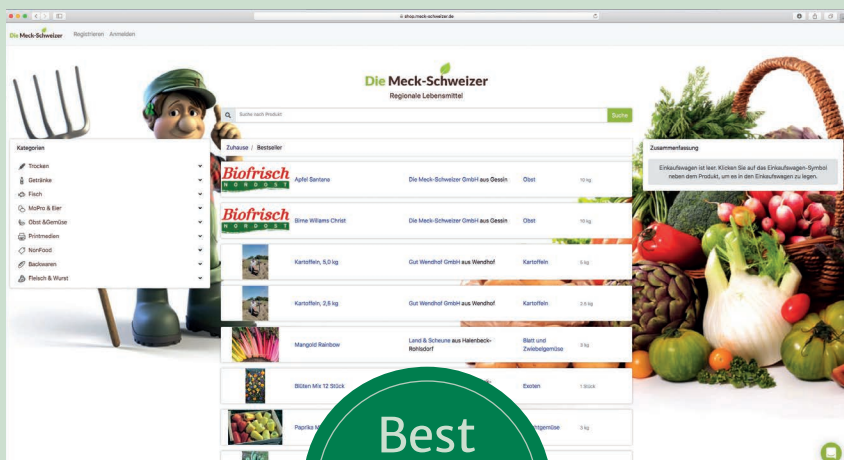 shop.meck-schweizer.de
Die Meck-Schweizer Registrieren Anmelden
Die Meck-Schweizer
Regionale Lebensmittel
Suche nach Produkt Suche
Kategorien
Trocken
Getränke
Fisch
MoPro & Eier
Obst &Gemüse
Printmedien
NonFood
Backwaren
Fleisch & Wurst
Zuhause / Bestseller
Biofrisch
NORDOST
Apfel Santana Die Meck-Schweizer GmbH aus Gessin Obst 10 kg
Biofrisch
NORDOST
Birne Wiliams Christ Die Meck-Schweizer GmbH aus Gessin Obst 10 kg
Kartoffeln, 5,0 kg Gut Wendhof GmbH aus Wendhof Kartoffeln 5 kg
Kartoffeln, 2,5 kg Gut Wendhof GmbH aus Wendhof Kartoffeln 2.5 kg
Mangold Rainbow Land & Scheune aus Halenbeck-
Rohlsdorf Blatt und
Zwiebelgemüse 3 kg
Blüten Mix 12 Stück Exoten 1 Stück
Paprika 3 kg
Zusammenfassung
Einkaufswagen ist leer. Klicken Sie auf das Einkaufswagen-Symbol
neben dem Produkt, um es in den Einkaufswagen zu legen.
Best